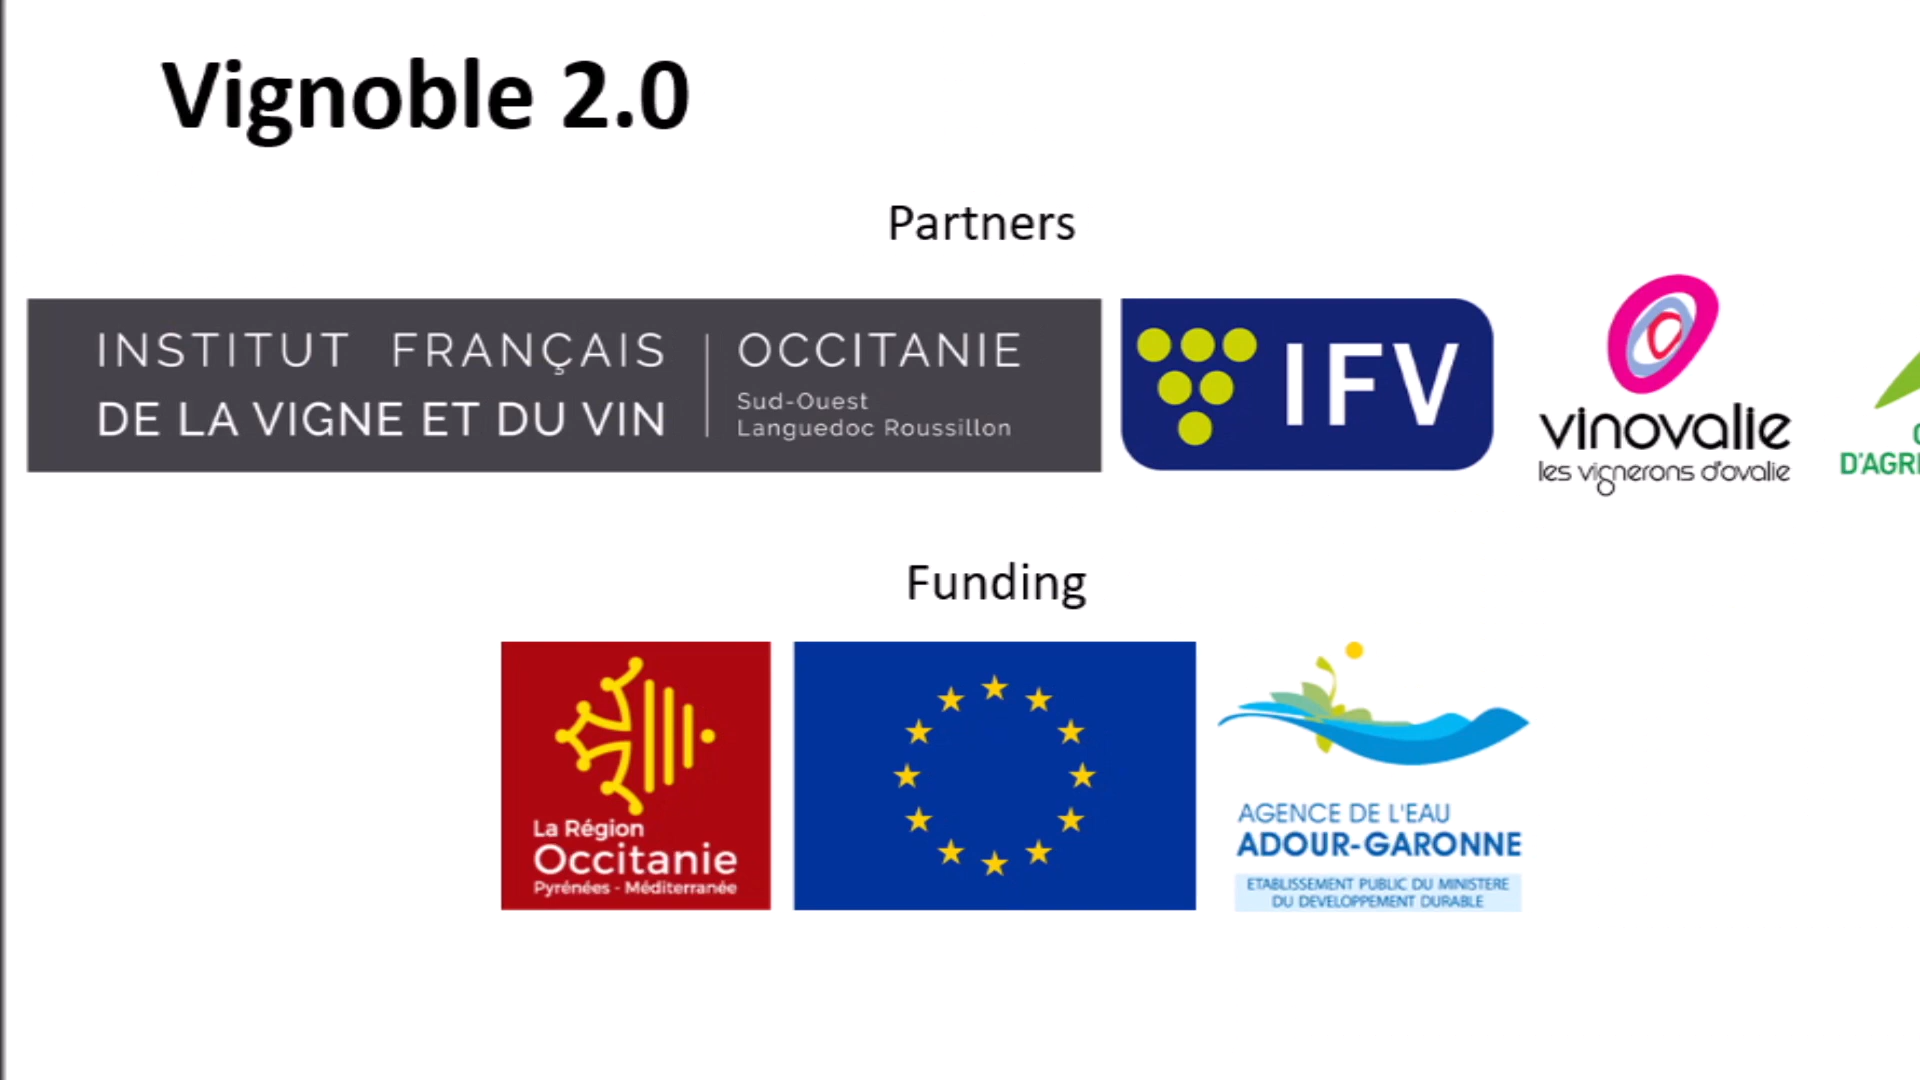 Vignoble 2.0
Partners
INSTITUT FRANÇAIS
DE LA VIGNE ET DU VIN
OCCITANIE
Sud-Ouest
Languedoc Roussillon
IFV
vinovalie
les vignerons d'ovalie
Funding
La Région
Occitanie
Pyrénées - Méditerranée
AGENCE DE L'EAU
ADOUR-GARONNE
ETABLISSEMENT PUBLIC DU MINISTERE
DU DEVELOPPEMENT DURABLE